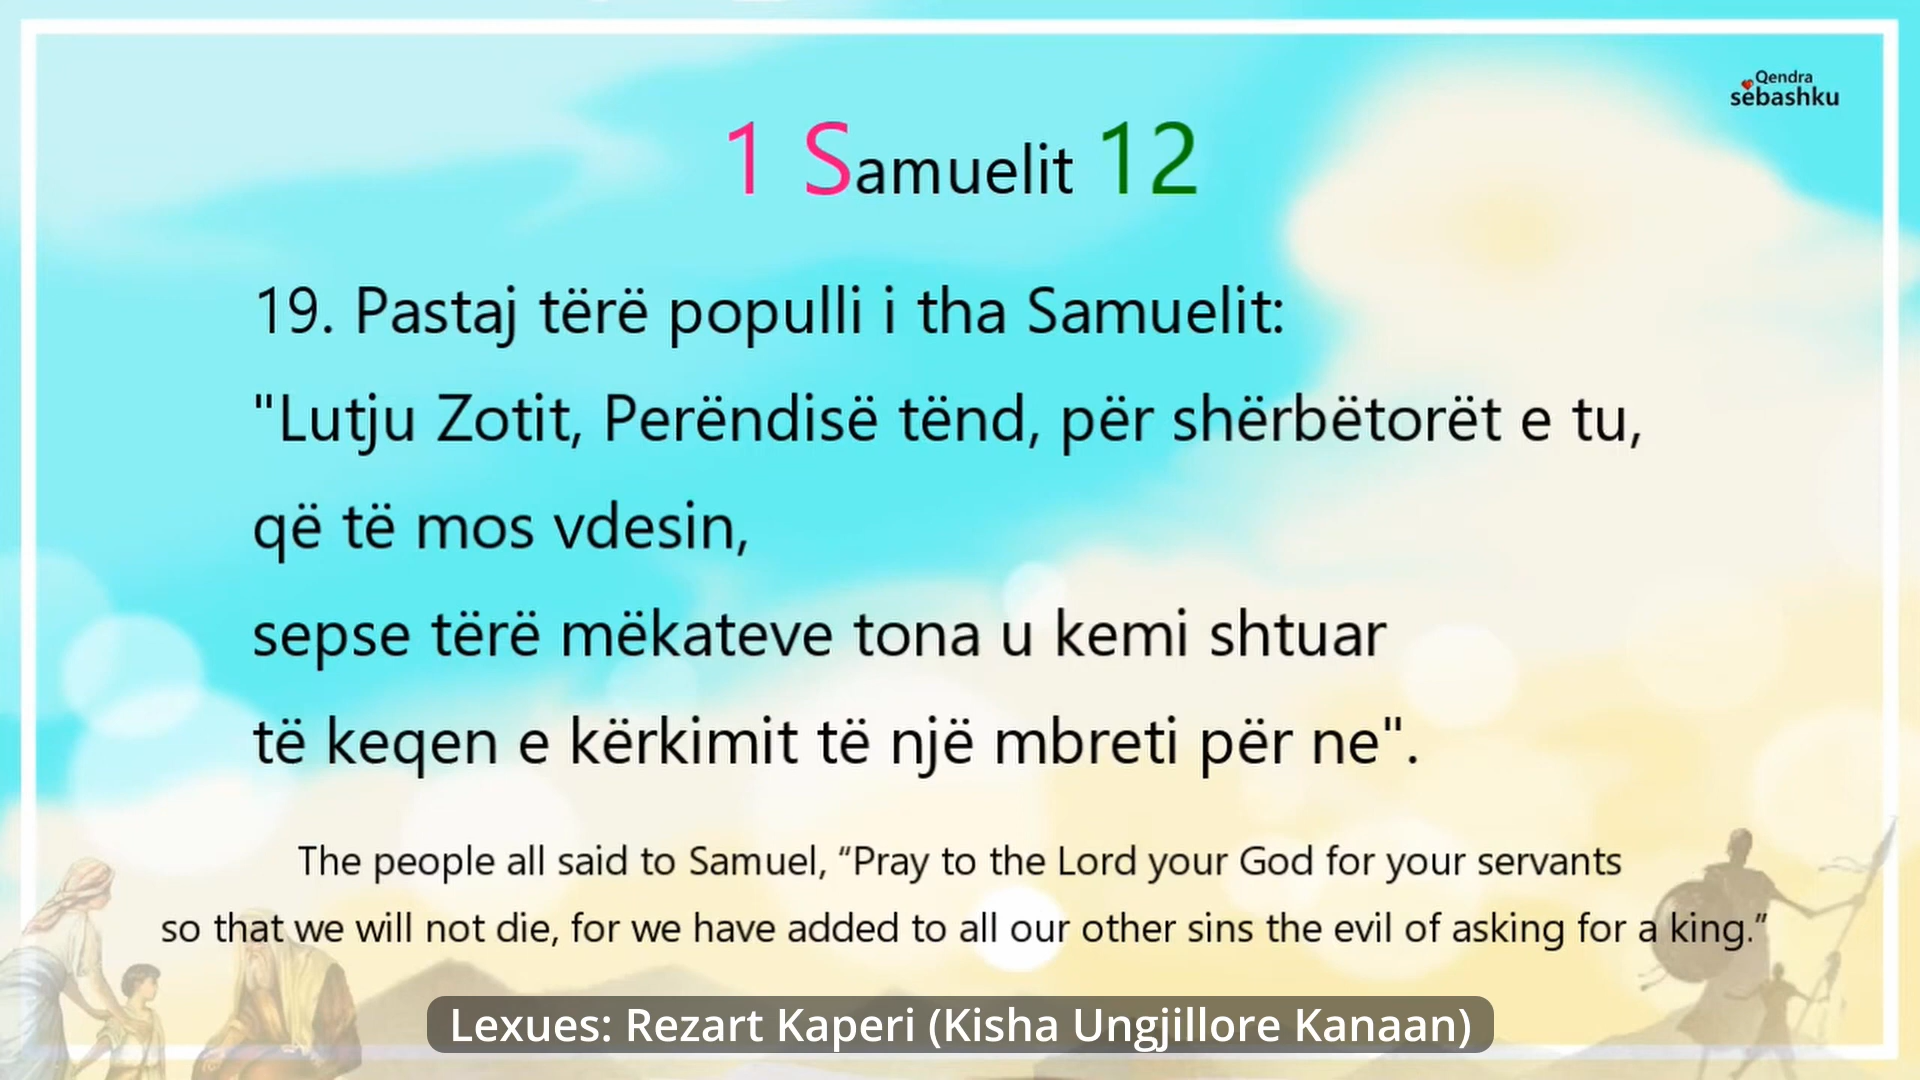 Qendra
sëbashku
1 Samuelit 12
19. Pastaj tërë populli i tha Samuelit:
"Lutju Zotit, Perëndisë tënd, për shërbëtorët e tu,
që të mos vdesin,
sepse tërë mëkateve tona u kemi shtuar
të keqen e kërkimit të një mbreti për ne".
The people all said to Samuel, “Pray to the Lord your God for your servants
so that we will not die, for we have added to all our other sins the evil of asking for a king.”
Lexues: Rezart Kaperi (Kisha Ungjillore Kanaan)